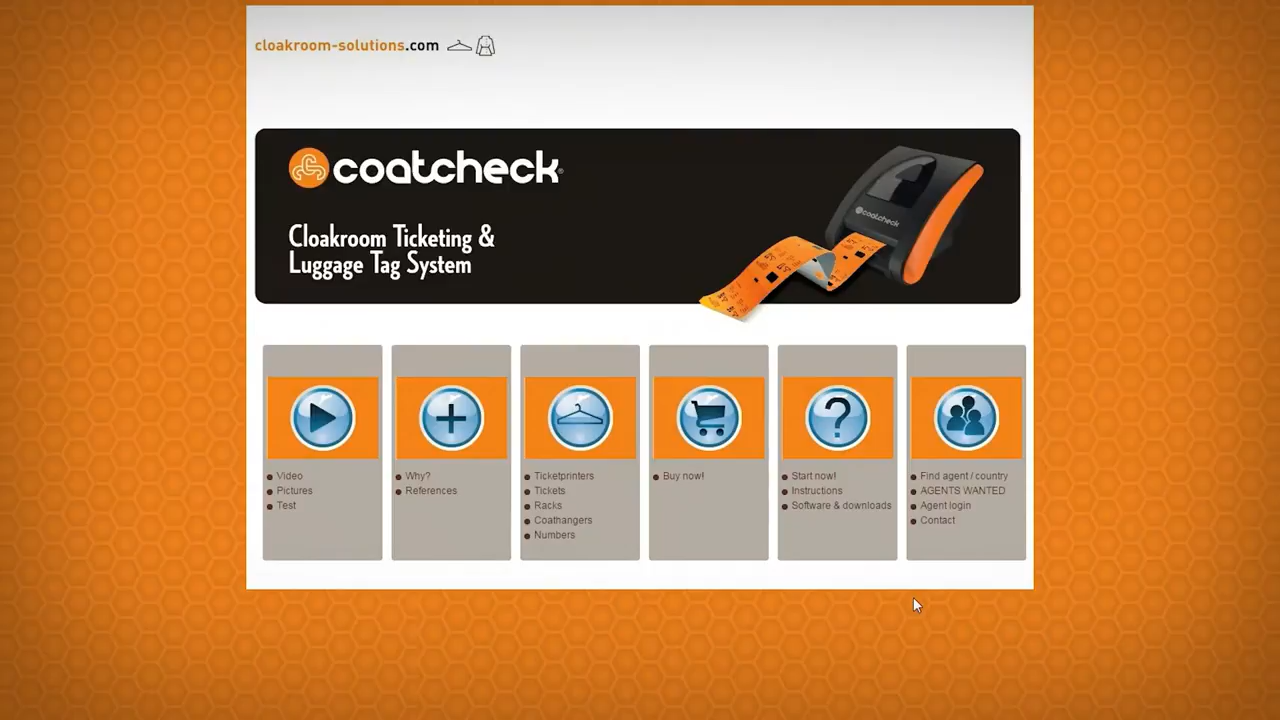 cloakroom-solutions.com
coatcheck®
Cloakroom Ticketing &
Luggage Tag System
coatcheck
Video
Pictures
Test
Why?
References
Ticketprinters
Tickets
Racks
Coathangers
Numbers
Buy now!
Start now!
Instructions
Software & downloads
Find agent / country
AGENTS WANTED
Agent login
Contact